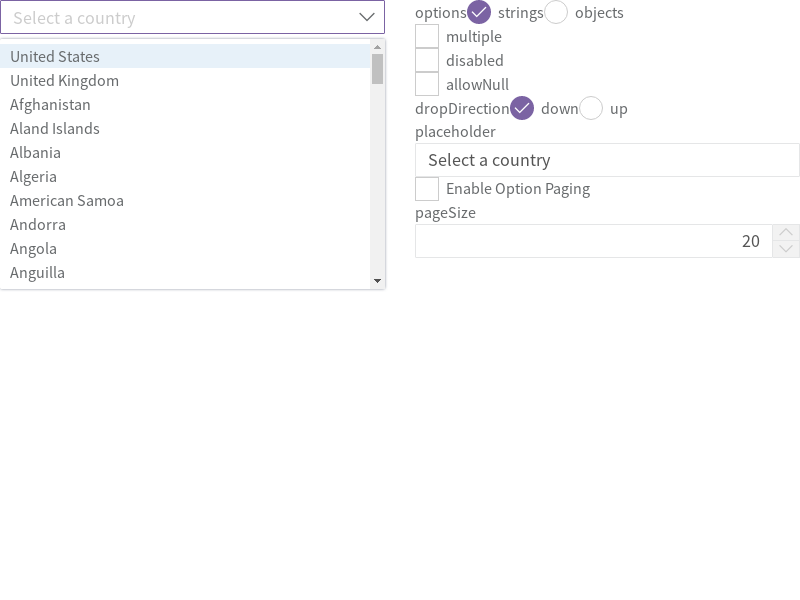 Select a country
United States
United Kingdom
Afghanistan
Aland Islands
Albania
Algeria
American Samoa
Andorra
Angola
Anguilla
options strings objects
multiple
disabled
allowNull
dropDirection down up
placeholder
Select a country
Enable Option Paging
pageSize
20